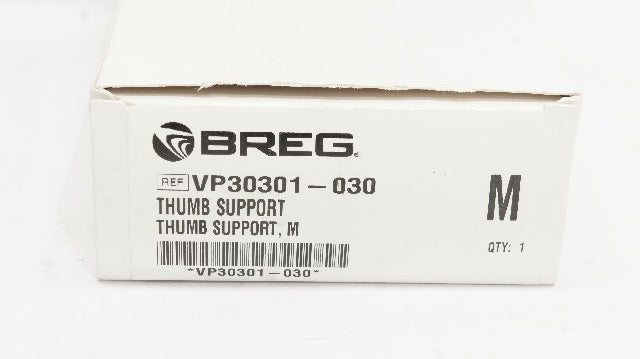 BREG
REF VP30301-030
THUMB SUPPORT
THUMB SUPPORT, M
*VP30301-030*
M
QTY: 1